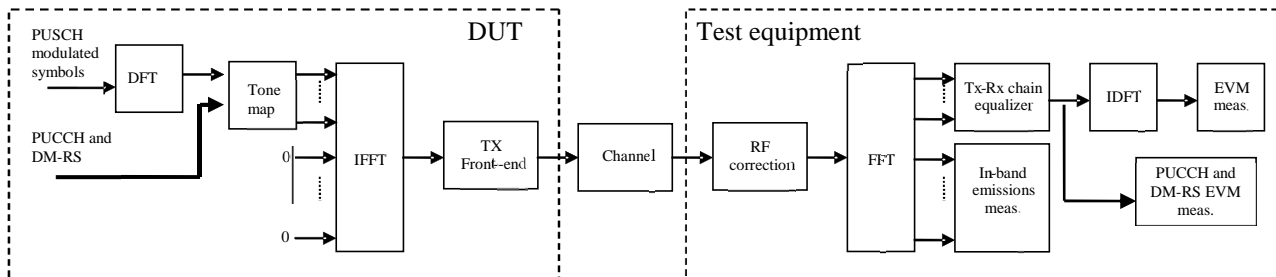 DUT
Test equipment
PUSCH
modulated
symbols
DFT
Tone
map
PUCCH and
DM-RS
0
0
IFFT
TX
Front-end
Channel
RF
correction
FFT
Tx-Rx chain
equalizer
IDFT
EVM
meas.
In-band
emissions
meas.
PUCCH and
DM-RS EVM
meas.